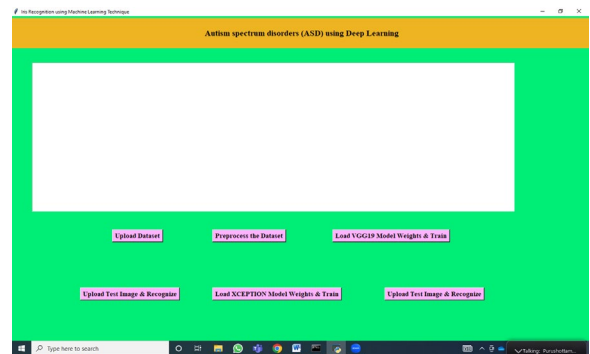 Iris Recognition using Machine Learning Technique
Autism spectrum disorders (ASD) using Deep Learning
Upload Dataset
Preprocess the Dataset
Load VGG19 Model Weights & Train
Upload Test Image & Recognize
Load XCEPTION Model Weights & Train
Upload Test Image & Recognize
Type here to search
Talking: Purushottam...